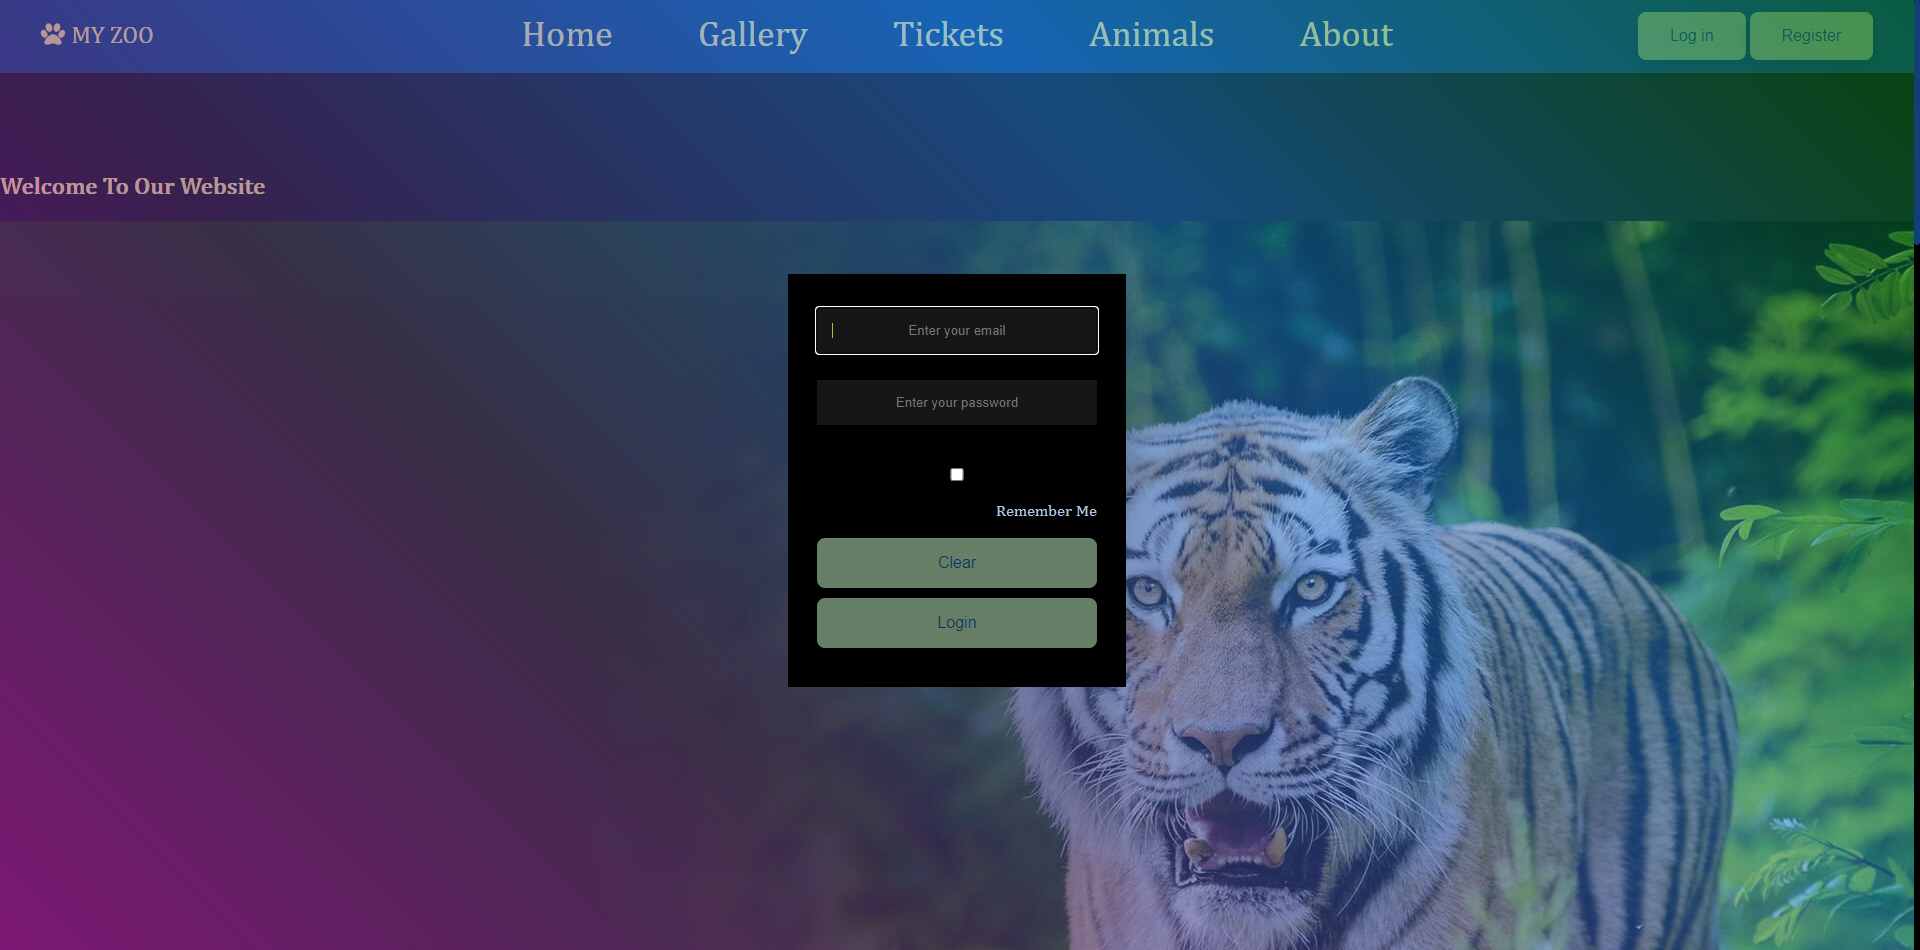 MY ZOO
Home Gallery Tickets Animals About
Log in Register
Welcome To Our Website
Enter your email
Enter your password
Remember Me
Clear
Login